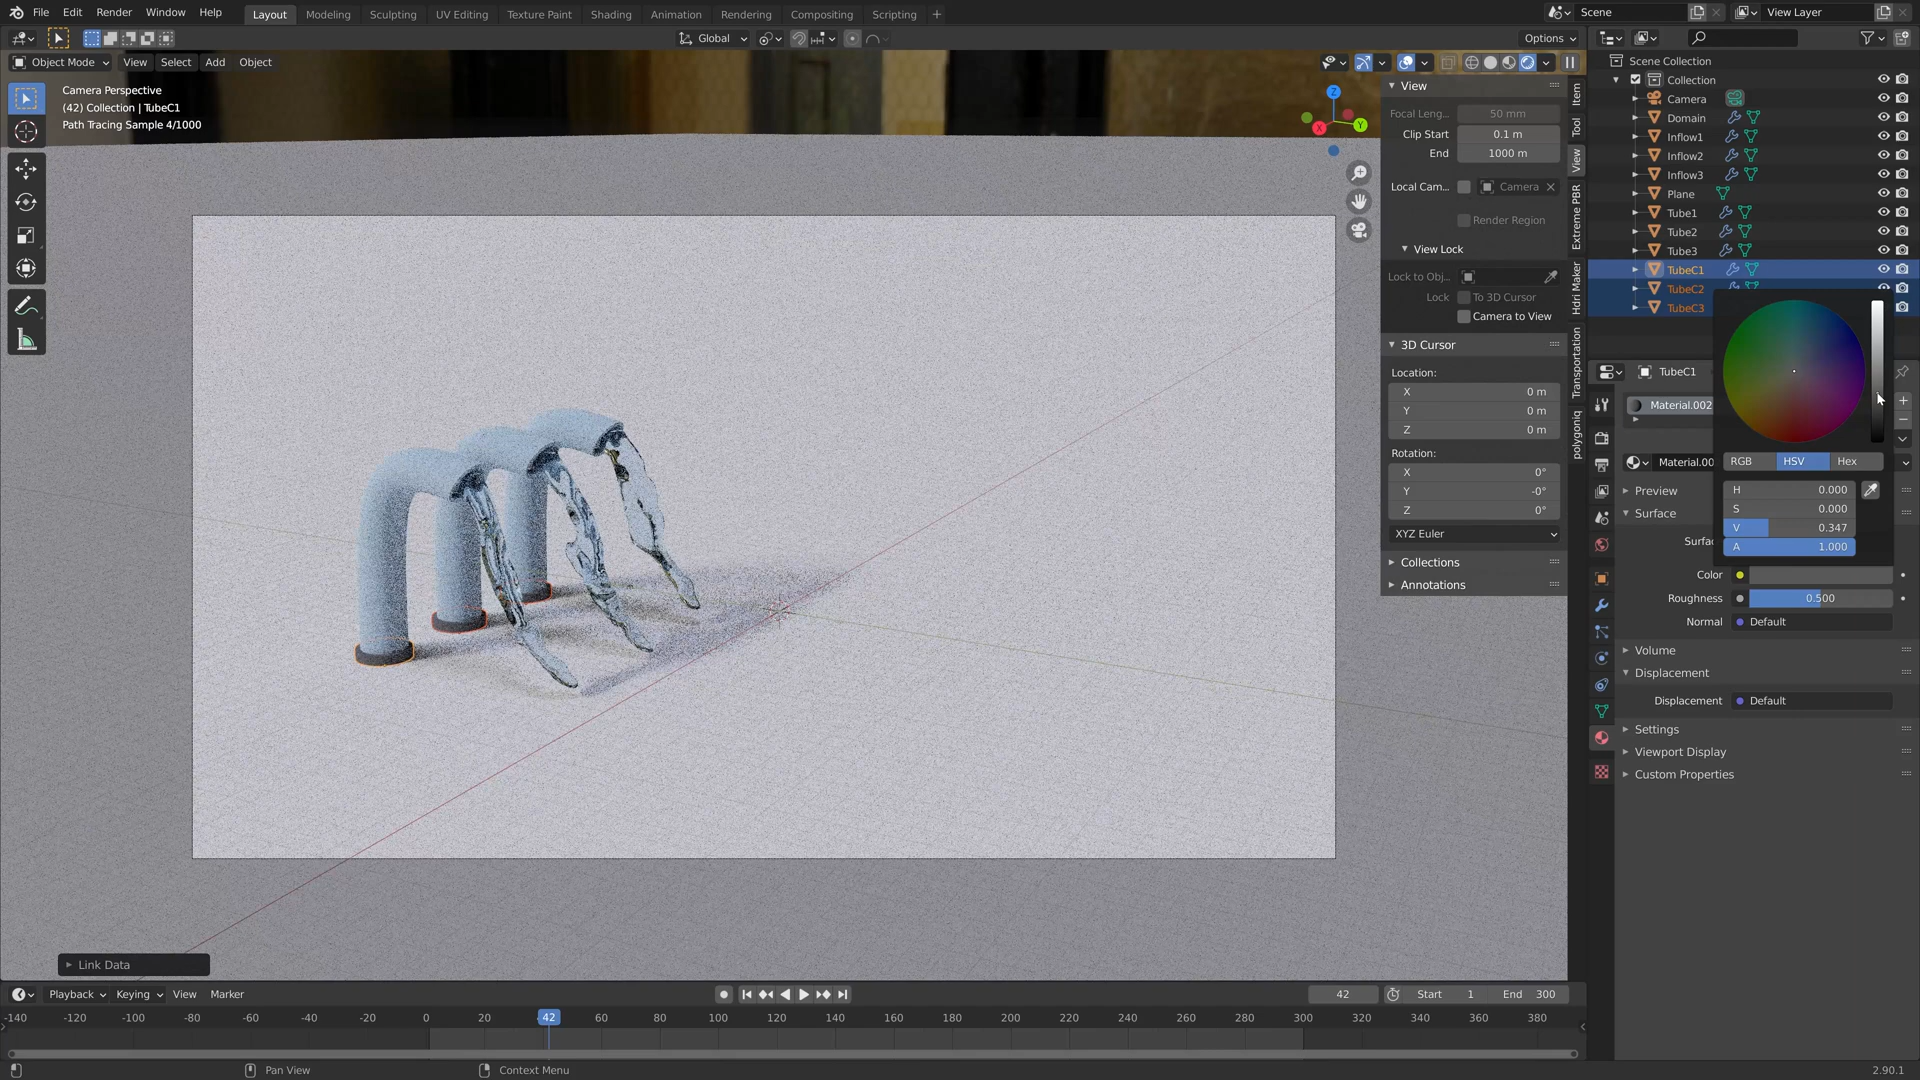 File Edit Render Window Help Layout Modeling Sculpting UV Editing Texture Paint Shading Animation Rendering Compositing Scripting + Scene View Layer
Global Options
Object Mode View Select Add Object
Camera Perspective
(42) Collection | TubeC1
Path Tracing Sample 4/1000
Z
X
Y
View
Focal Leng... 50 mm
Clip Start 0.1 m
End 1000 m
Local Cam... Camera
Render Region
View Lock
Lock to Obj...
Lock To 3D Cursor
Camera to View
3D Cursor
Location:
X 0 m
Y 0 m
Z 0 m
Rotation:
X 0°
Y -0°
Z 0°
XYZ Euler
Collections
Annotations
Item
Tool
View
Extreme PBR
Hdri Maker
Transportation
polygoniq
Scene Collection
Collection
Camera
Domain
Inflow1
Inflow2
Inflow3
Plane
Tube1
Tube2
Tube3
TubeC1
TubeC2
TubeC3
TubeC1
Material.002
RGB HSV Hex
Material.00
H 0.000
S 0.000
V 0.347
A 1.000
Preview
Surface
Surfac
Color
Roughness 0.500
Normal Default
Volume
Displacement
Displacement Default
Settings
Viewport Display
Custom Properties
Link Data
Playback Keying View Marker 42 Start 1 End 300
-140 -120 -100 -80 -60 -40 -20 0 20 42 60 80 100 120 140 160 180 200 220 240 260 280 300 320 340 360 380
Pan View Context Menu 2.90.1